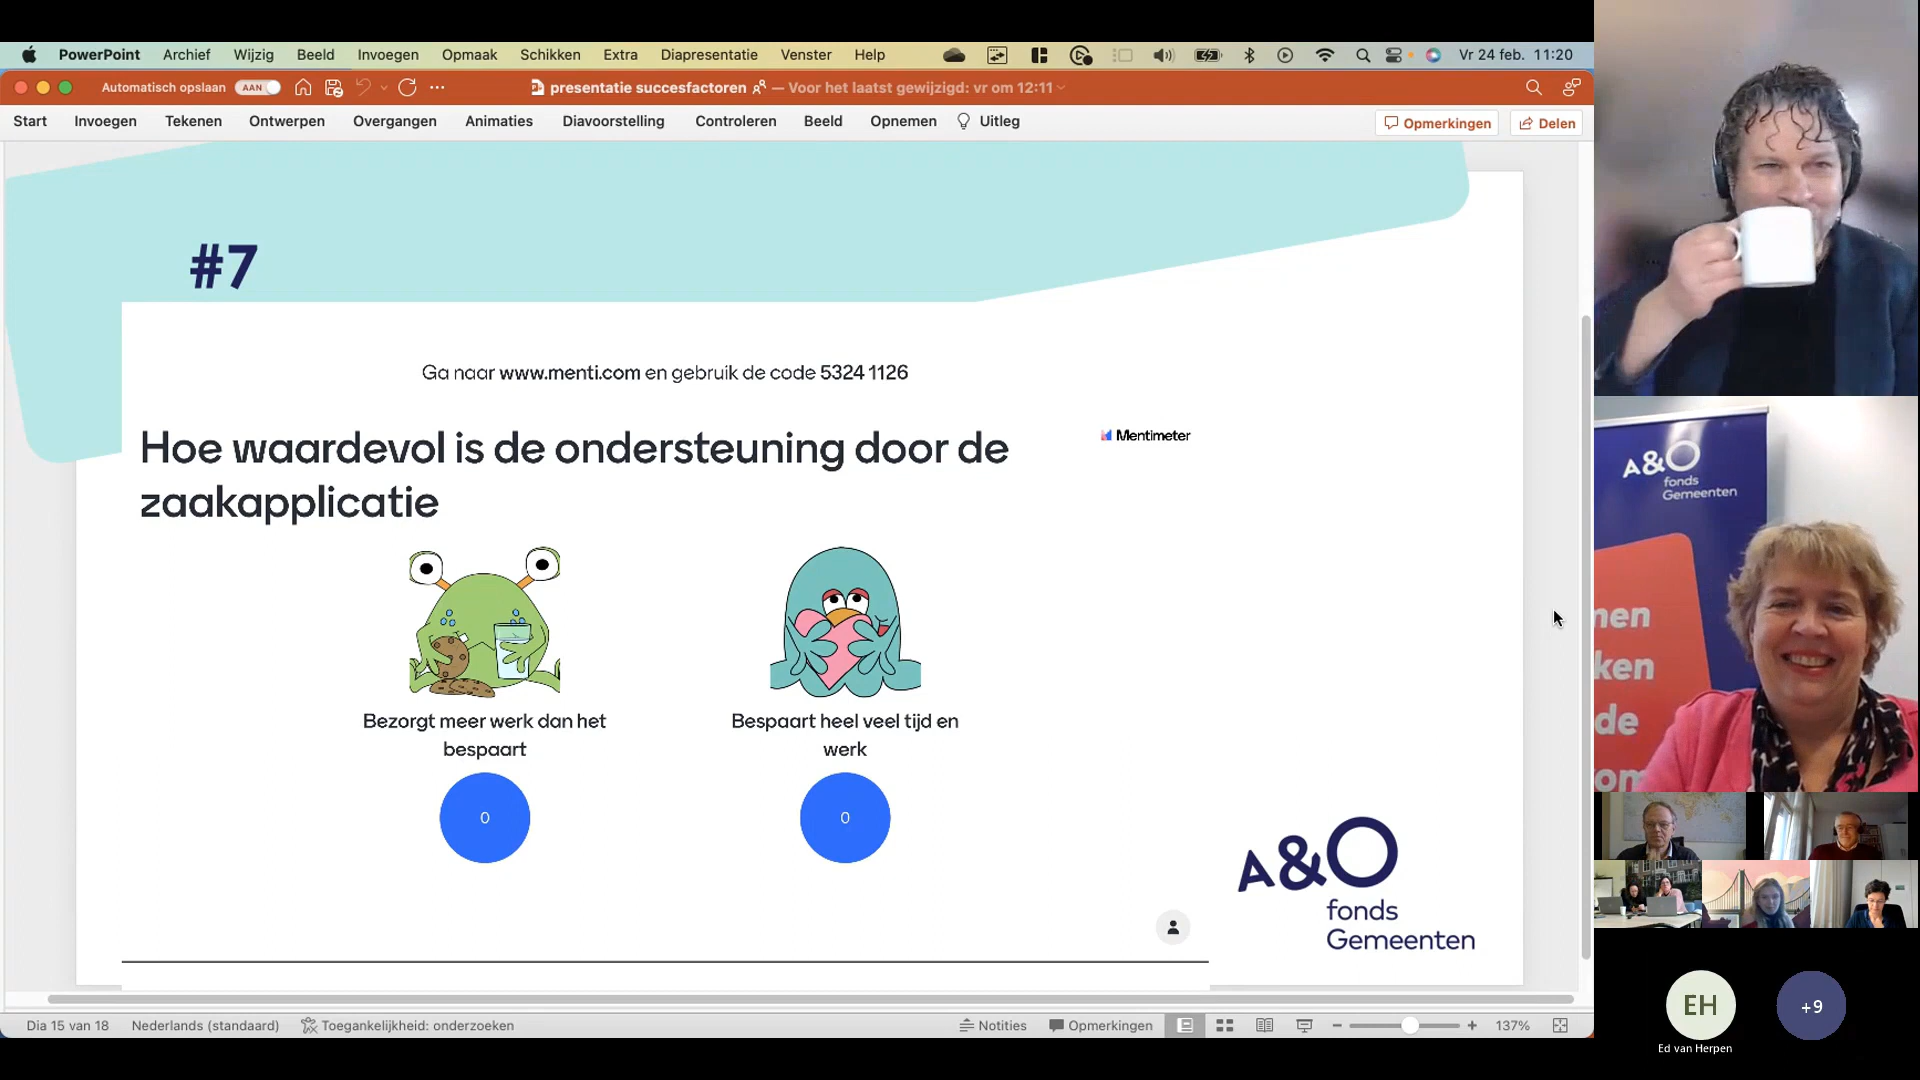 PowerPoint Archief Wijzig Beeld Invoegen Opmaak Schikken Extra Diapresentatie Venster Help Vr 24 feb. 11:20
Automatisch opslaan AAN presentatie succesfactoren — Voor het laatst gewijzigd: vr om 12:11
Start Invoegen Tekenen Ontwerpen Overgangen Animaties Diavoorstelling Controleren Beeld Opnemen Uitleg Opmerkingen Delen
#7
Ga naar www.menti.com en gebruik de code 5324 1126
Mentimeter
Hoe waardevol is de ondersteuning door de
zaakapplicatie
Bezorgt meer werk dan het
bespaart
0
Bespaart heel veel tijd en
werk
0
A&O
fonds
Gemeenten
Dia 15 van 18 Nederlands (standaard) Toegankelijkheid: onderzoeken Notities Opmerkingen 137%
A&O
fonds
Gemeenten
nen
ken
de
om
EH
+9
Ed van Herpen